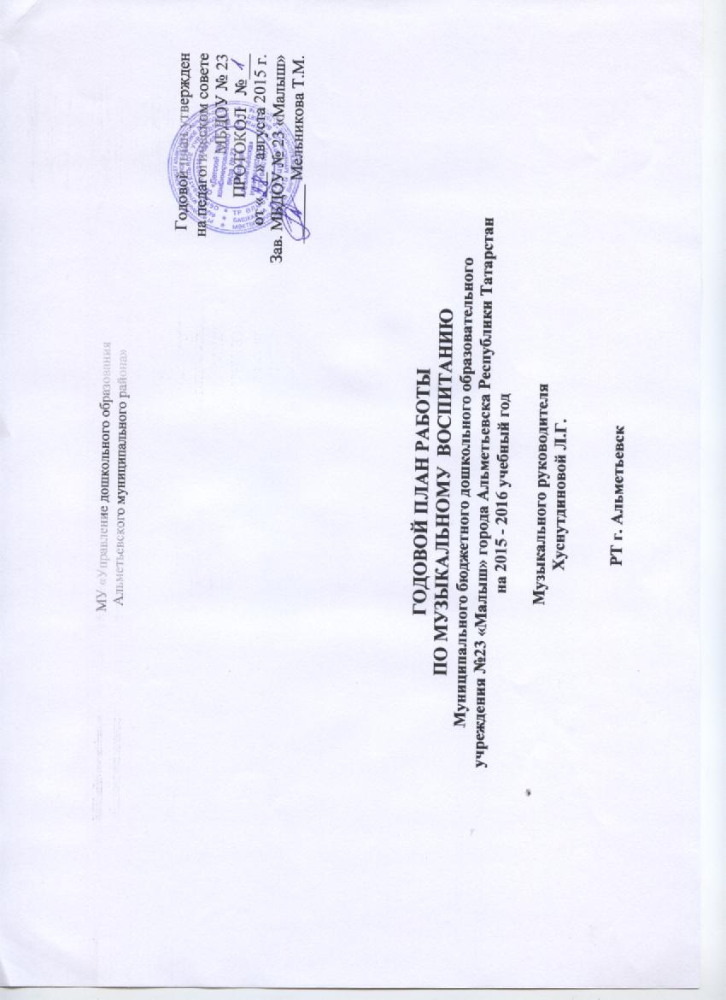 МУ «Управление дошкольного образования
Альметьевского муниципального района»
Годовой план утвержден
на педагогическом совете
МБДОУ № 23
ПРОТОКОЛ № 1
от « » августа 2015 г.
Зав. МБДОУ № 23 «Малыш»
Мельникова Т.М.
ГОДОВОЙ ПЛАН РАБОТЫ
ПО МУЗЫКАЛЬНОМУ ВОСПИТАНИЮ
Муниципального бюджетного дошкольного образовательного
учреждения №23 «Малыш» города Альметьевска Республики Татарстан
на 2015 - 2016 учебный год
Музыкального руководителя
Хуснутдиновой Л.Г.
РТ г. Альметьевск